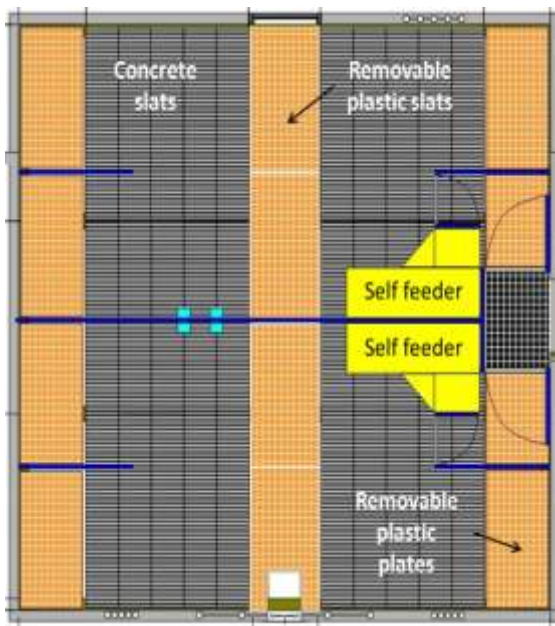 Concrete
slats
Removable
plastic slats
Self feeder
Self feeder
Removable
plastic
plates